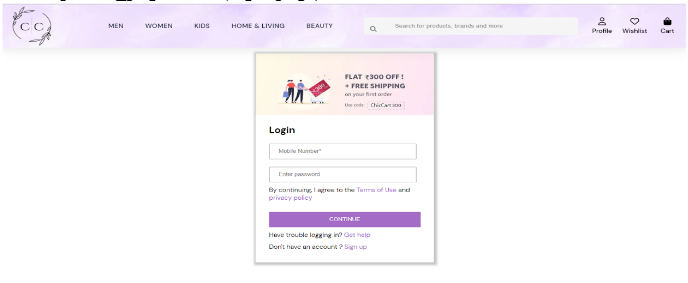 C C
MEN WOMEN KIDS HOME & LIVING BEAUTY Search for products, brands and more Profile Wishlist Cart
FLAT ₹300 OFF !
+ FREE SHIPPING
on your first order
Use code ChicCart300
Login
Mobile Number*
Enter password
By continuing, I agree to the Terms of Use and
privacy policy
CONTINUE
Have trouble logging in? Get help
Don't have an account ? Sign up